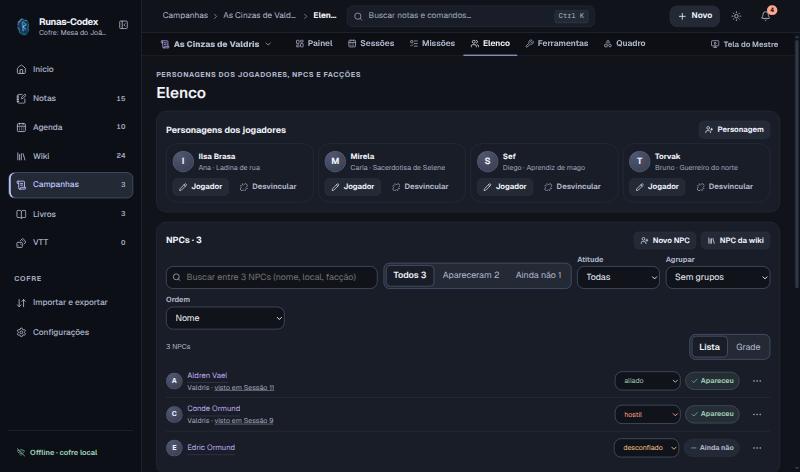 Runas-Codex
Cofre: Mesa do Joã...
Início
Notas 15
Agenda 10
Wiki 24
Campanhas 3
Livros 3
VTT 0
COFRE
Importar e exportar
Configurações
Offline · cofre local
Campanhas > As Cinzas de Vald... > Elen...
Buscar notas e comandos... Ctrl K
+ Novo
4
As Cinzas de Valdris
Painel
Sessões
Missões
Elenco
Ferramentas
Quadro
Tela do Mestre
PERSONAGENS DOS JOGADORES, NPCS E FACÇÕES
Elenco
Personagens dos jogadores
Personagem
I
Ilsa Brasa
Ana · Ladina de rua
Jogador Desvincular
M
Mirela
Carla · Sacerdotisa de Selene
Jogador Desvincular
S
Sef
Diego · Aprendiz de mago
Jogador Desvincular
T
Torvak
Bruno · Guerreiro do norte
Jogador Desvincular
NPCs · 3
Novo NPC
NPC da wiki
Buscar entre 3 NPCs (nome, local, facção)
Todos 3 Apareceram 2 Ainda não 1
Atitude
Todas
Agrupar
Sem grupos
Ordem
Nome
3 NPCs
Lista Grade
A
Aldren Vael
Valdris · visto em Sessão 11
aliado
Apareceu
...
C
Conde Ormund
Valdris · visto em Sessão 9
hostil
Apareceu
...
E
Edric Ormund
desconfiado
Ainda não
...